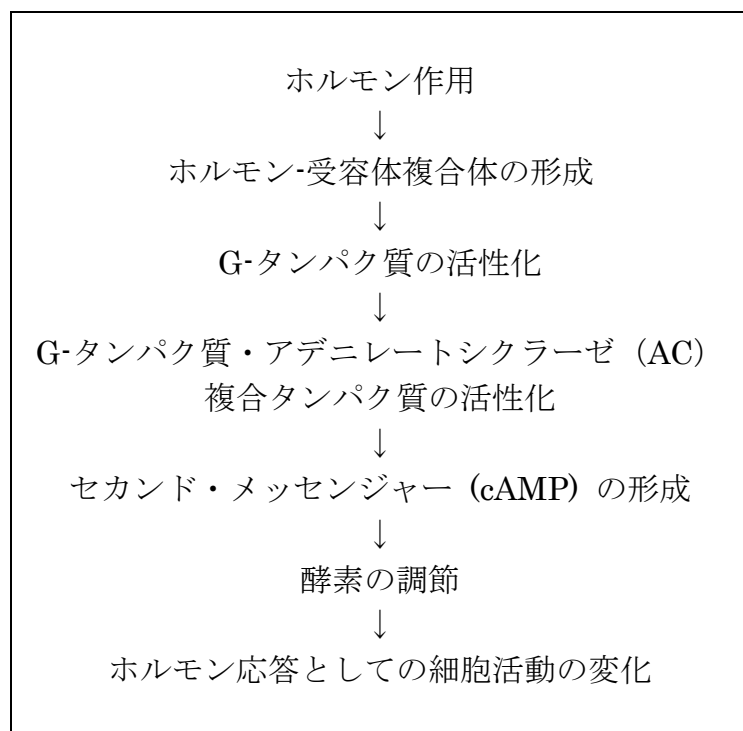 ホルモン作用
↓
ホルモン-受容体複合体の形成
↓
G-タンパク質の活性化
↓
G-タンパク質・アデニレートシクラーゼ（AC）
複合タンパク質の活性化
↓
セカンド・メッセンジャー (cAMP) の形成
↓
酵素の調節
↓
ホルモン応答としての細胞活動の変化